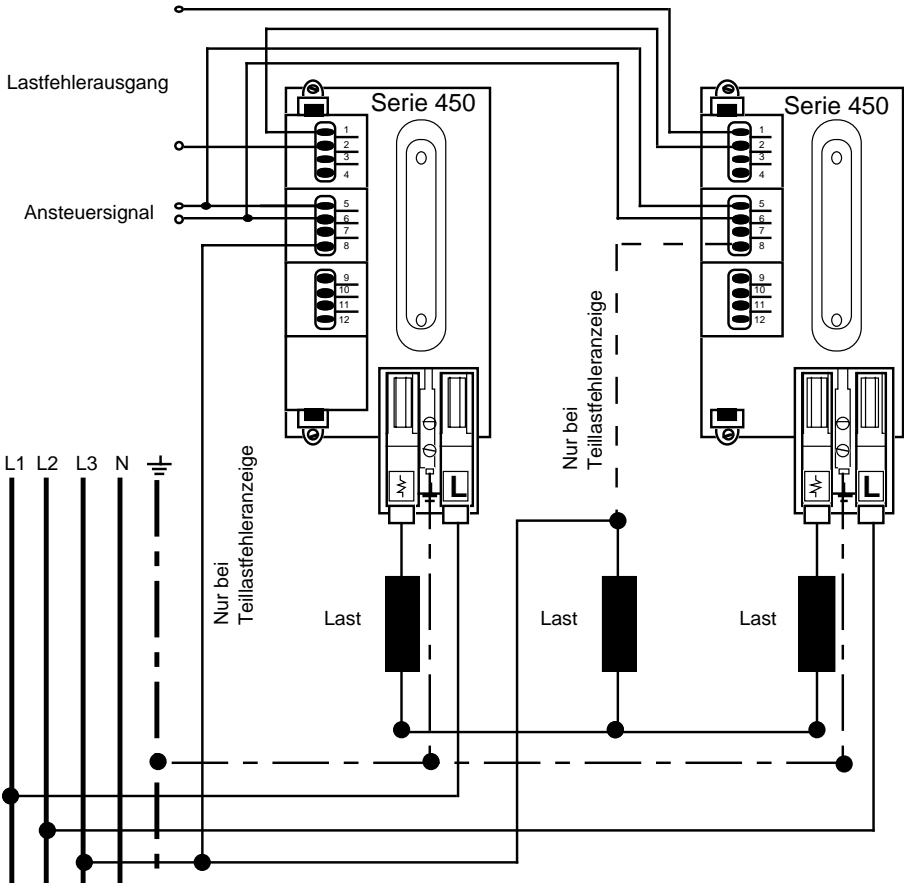 Lastfehlerausgang
Ansteuersignal
Serie 450
1
2
3
4
5
6
7
8
9
10
11
12
Serie 450
1
2
3
4
5
6
7
8
9
10
11
12
Nur bei
Teillastfehleranzeige
Nur bei
Teillastfehleranzeige
L
L
L1 L2 L3 N
Last
Last
Last